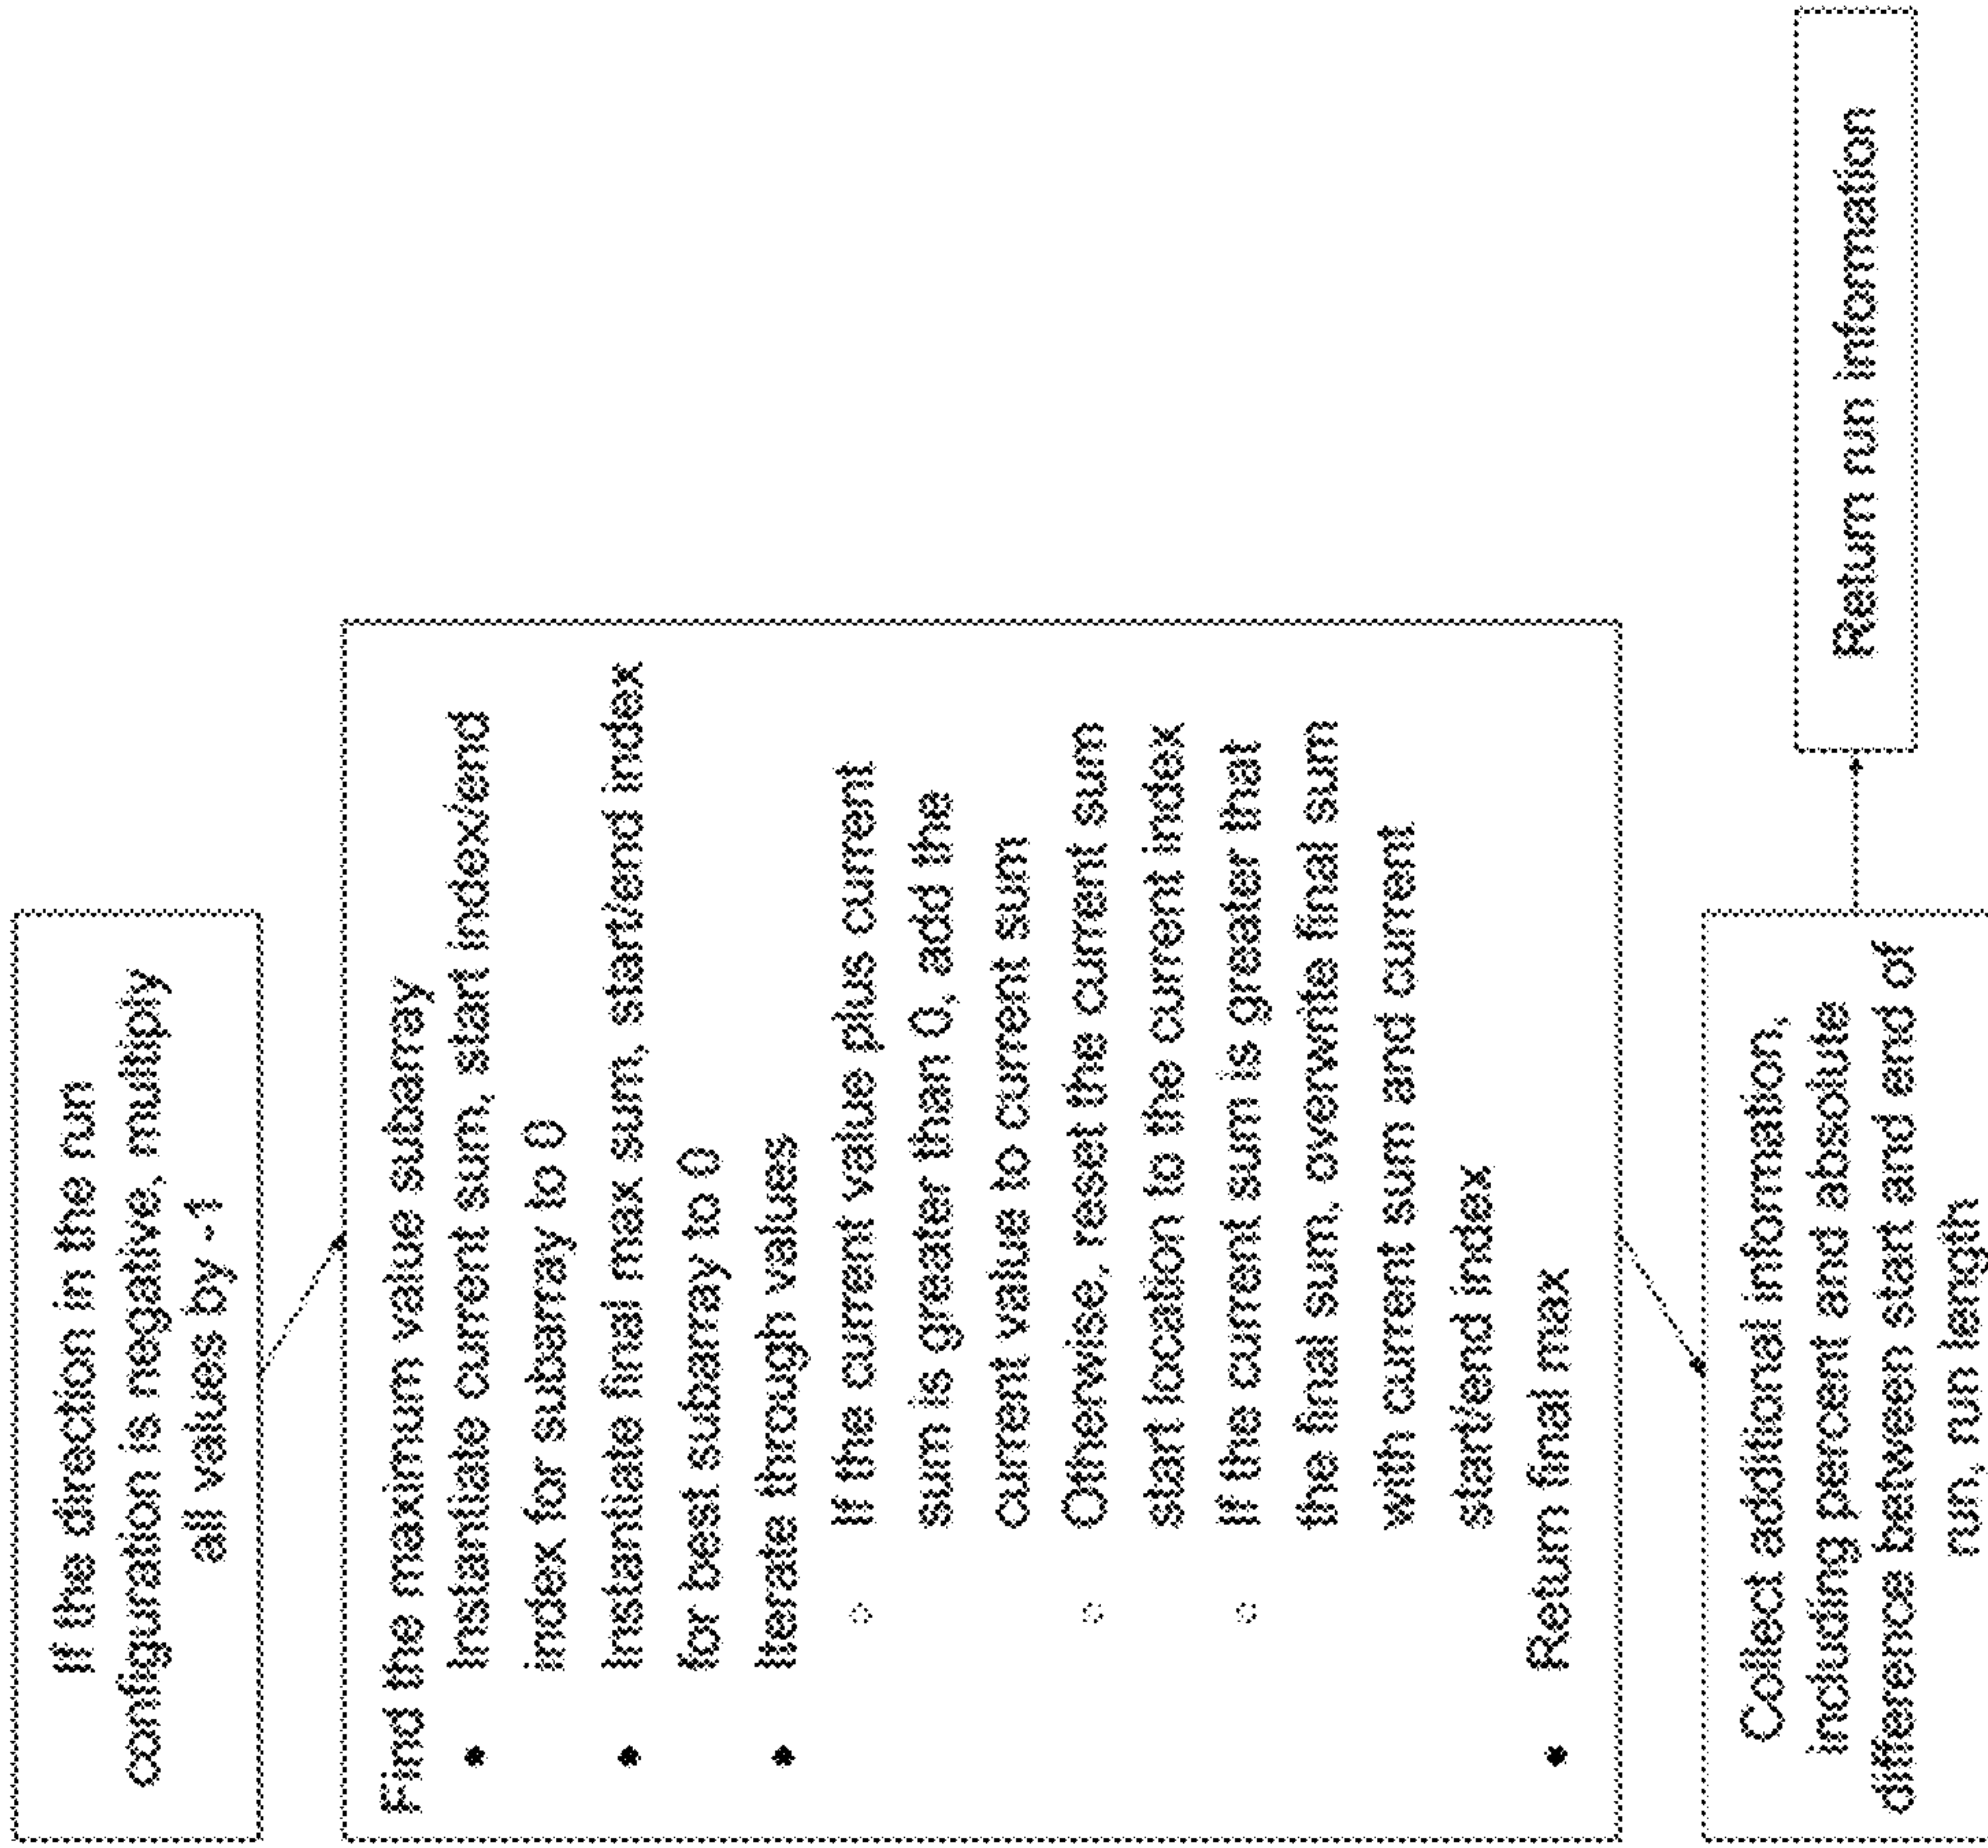 If the direction in the run
configuration is negative, multiply
all values by -1
Find the maximum value subarray
Instantiate current sum, start index/end
index for subarray to 0
Instantiate final max sum, start/end index
for best subarray to 0
Iterate through values
If the current value plus current
sum is greater than 0, add the
current value to current sum
Otherwise, reset the current sum
start location to the current index
If the current sum is greater that
the final sum, overwrite final sum
with current sum and current
start/end index
Return final max
Collect additional information,
including percent and absolute
difference between start and end of
run, run length
Return run information